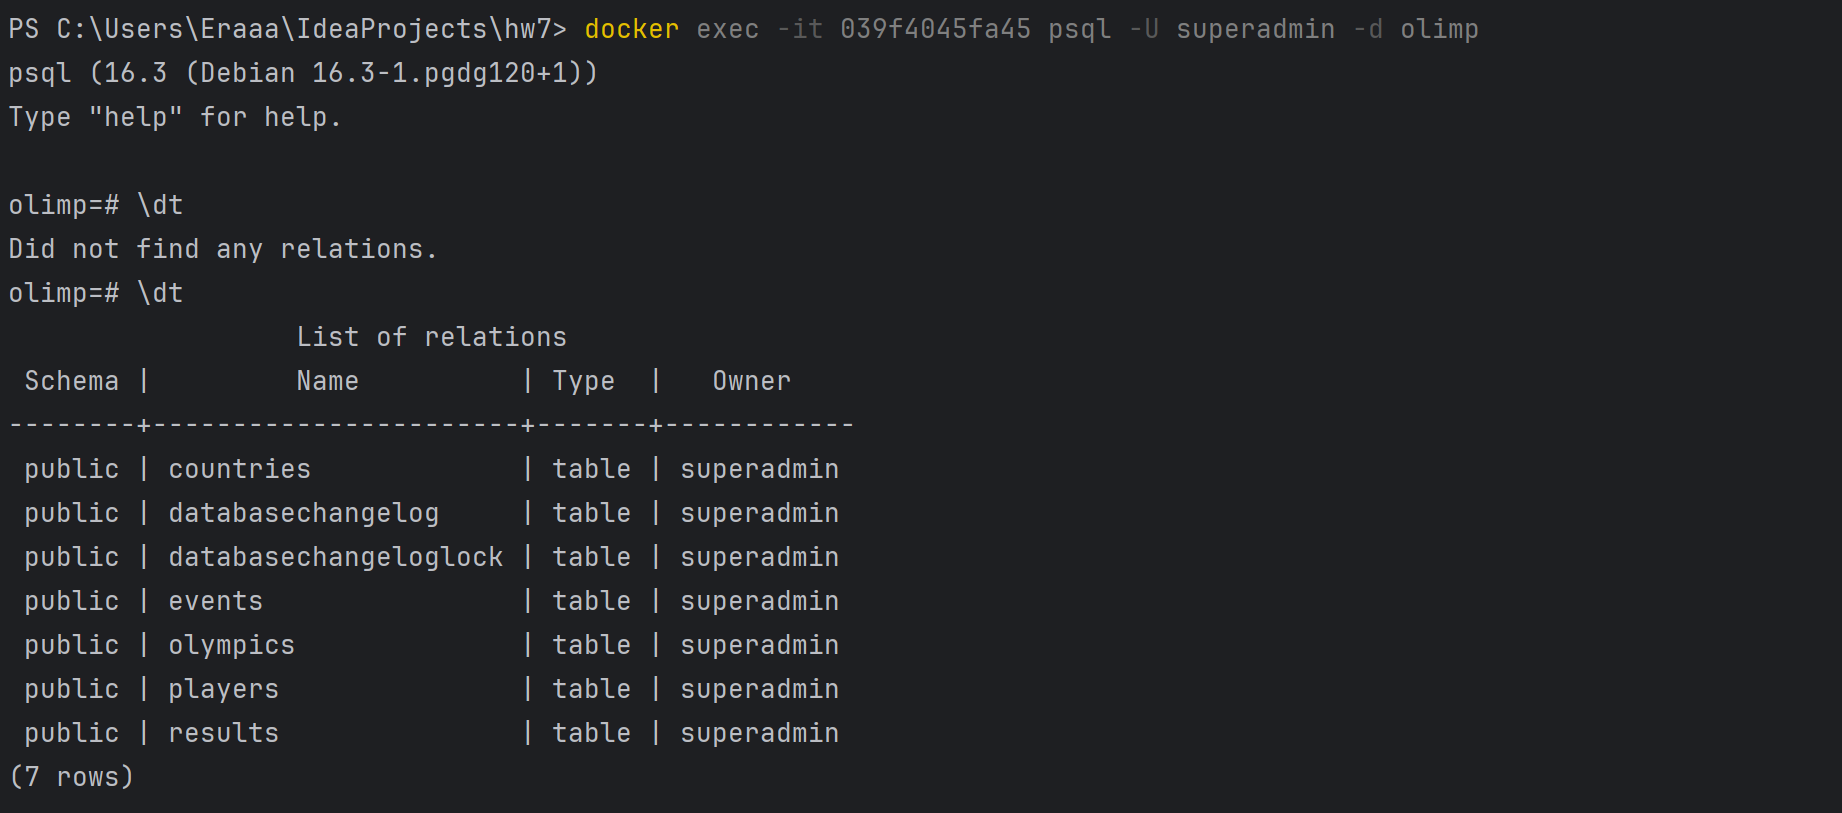 PS C:\Users\Eraaa\IdeaProjects\hw7> docker exec -it 039f4045fa45 psql -U superadmin -d olimp
psql (16.3 (Debian 16.3-1.pgdg120+1))
Type "help" for help.

olimp=# \dt
Did not find any relations.
olimp=# \dt
                  List of relations
 Schema |         Name          | Type  |   Owner
--------+-----------------------+-------+------------
 public | countries             | table | superadmin
 public | databasechangelog     | table | superadmin
 public | databasechangeloglock | table | superadmin
 public | events                | table | superadmin
 public | olympics              | table | superadmin
 public | players               | table | superadmin
 public | results               | table | superadmin
(7 rows)